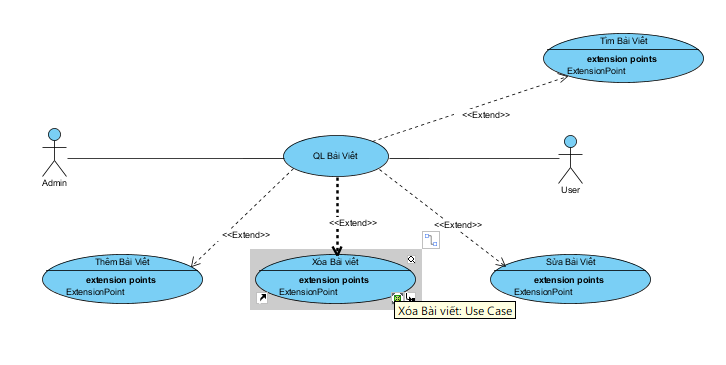 Tìm Bài Viết
extension points
ExtensionPoint
<<Extend>>
QL Bài Viết
Admin
User
<<Extend>>
<<Extend>>
<<Extend>>
Thêm Bài Viết
extension points
ExtensionPoint
Xóa Bài viết
extension points
ExtensionPoint
Sửa Bài Viết
extension points
ExtensionPoint
Xóa Bài viết: Use Case